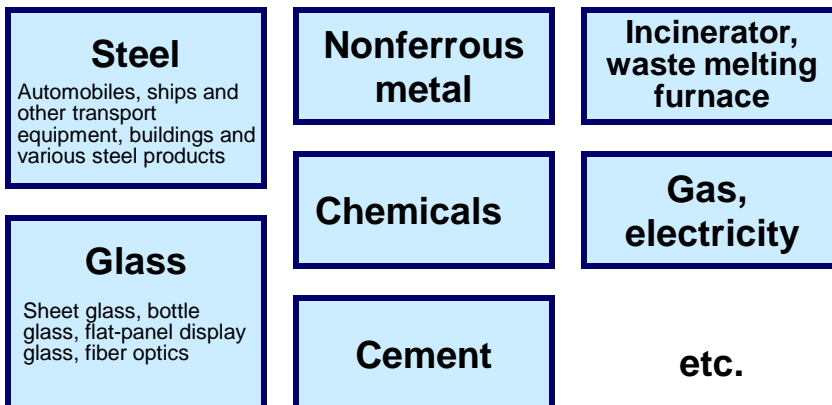 Steel
Automobiles, ships and
other transport
equipment, buildings and
various steel products
Nonferrous
metal
Incinerator,
waste melting
furnace
Chemicals
Gas,
electricity
Glass
Sheet glass, bottle
glass, flat-panel display
glass, fiber optics
Cement
etc.